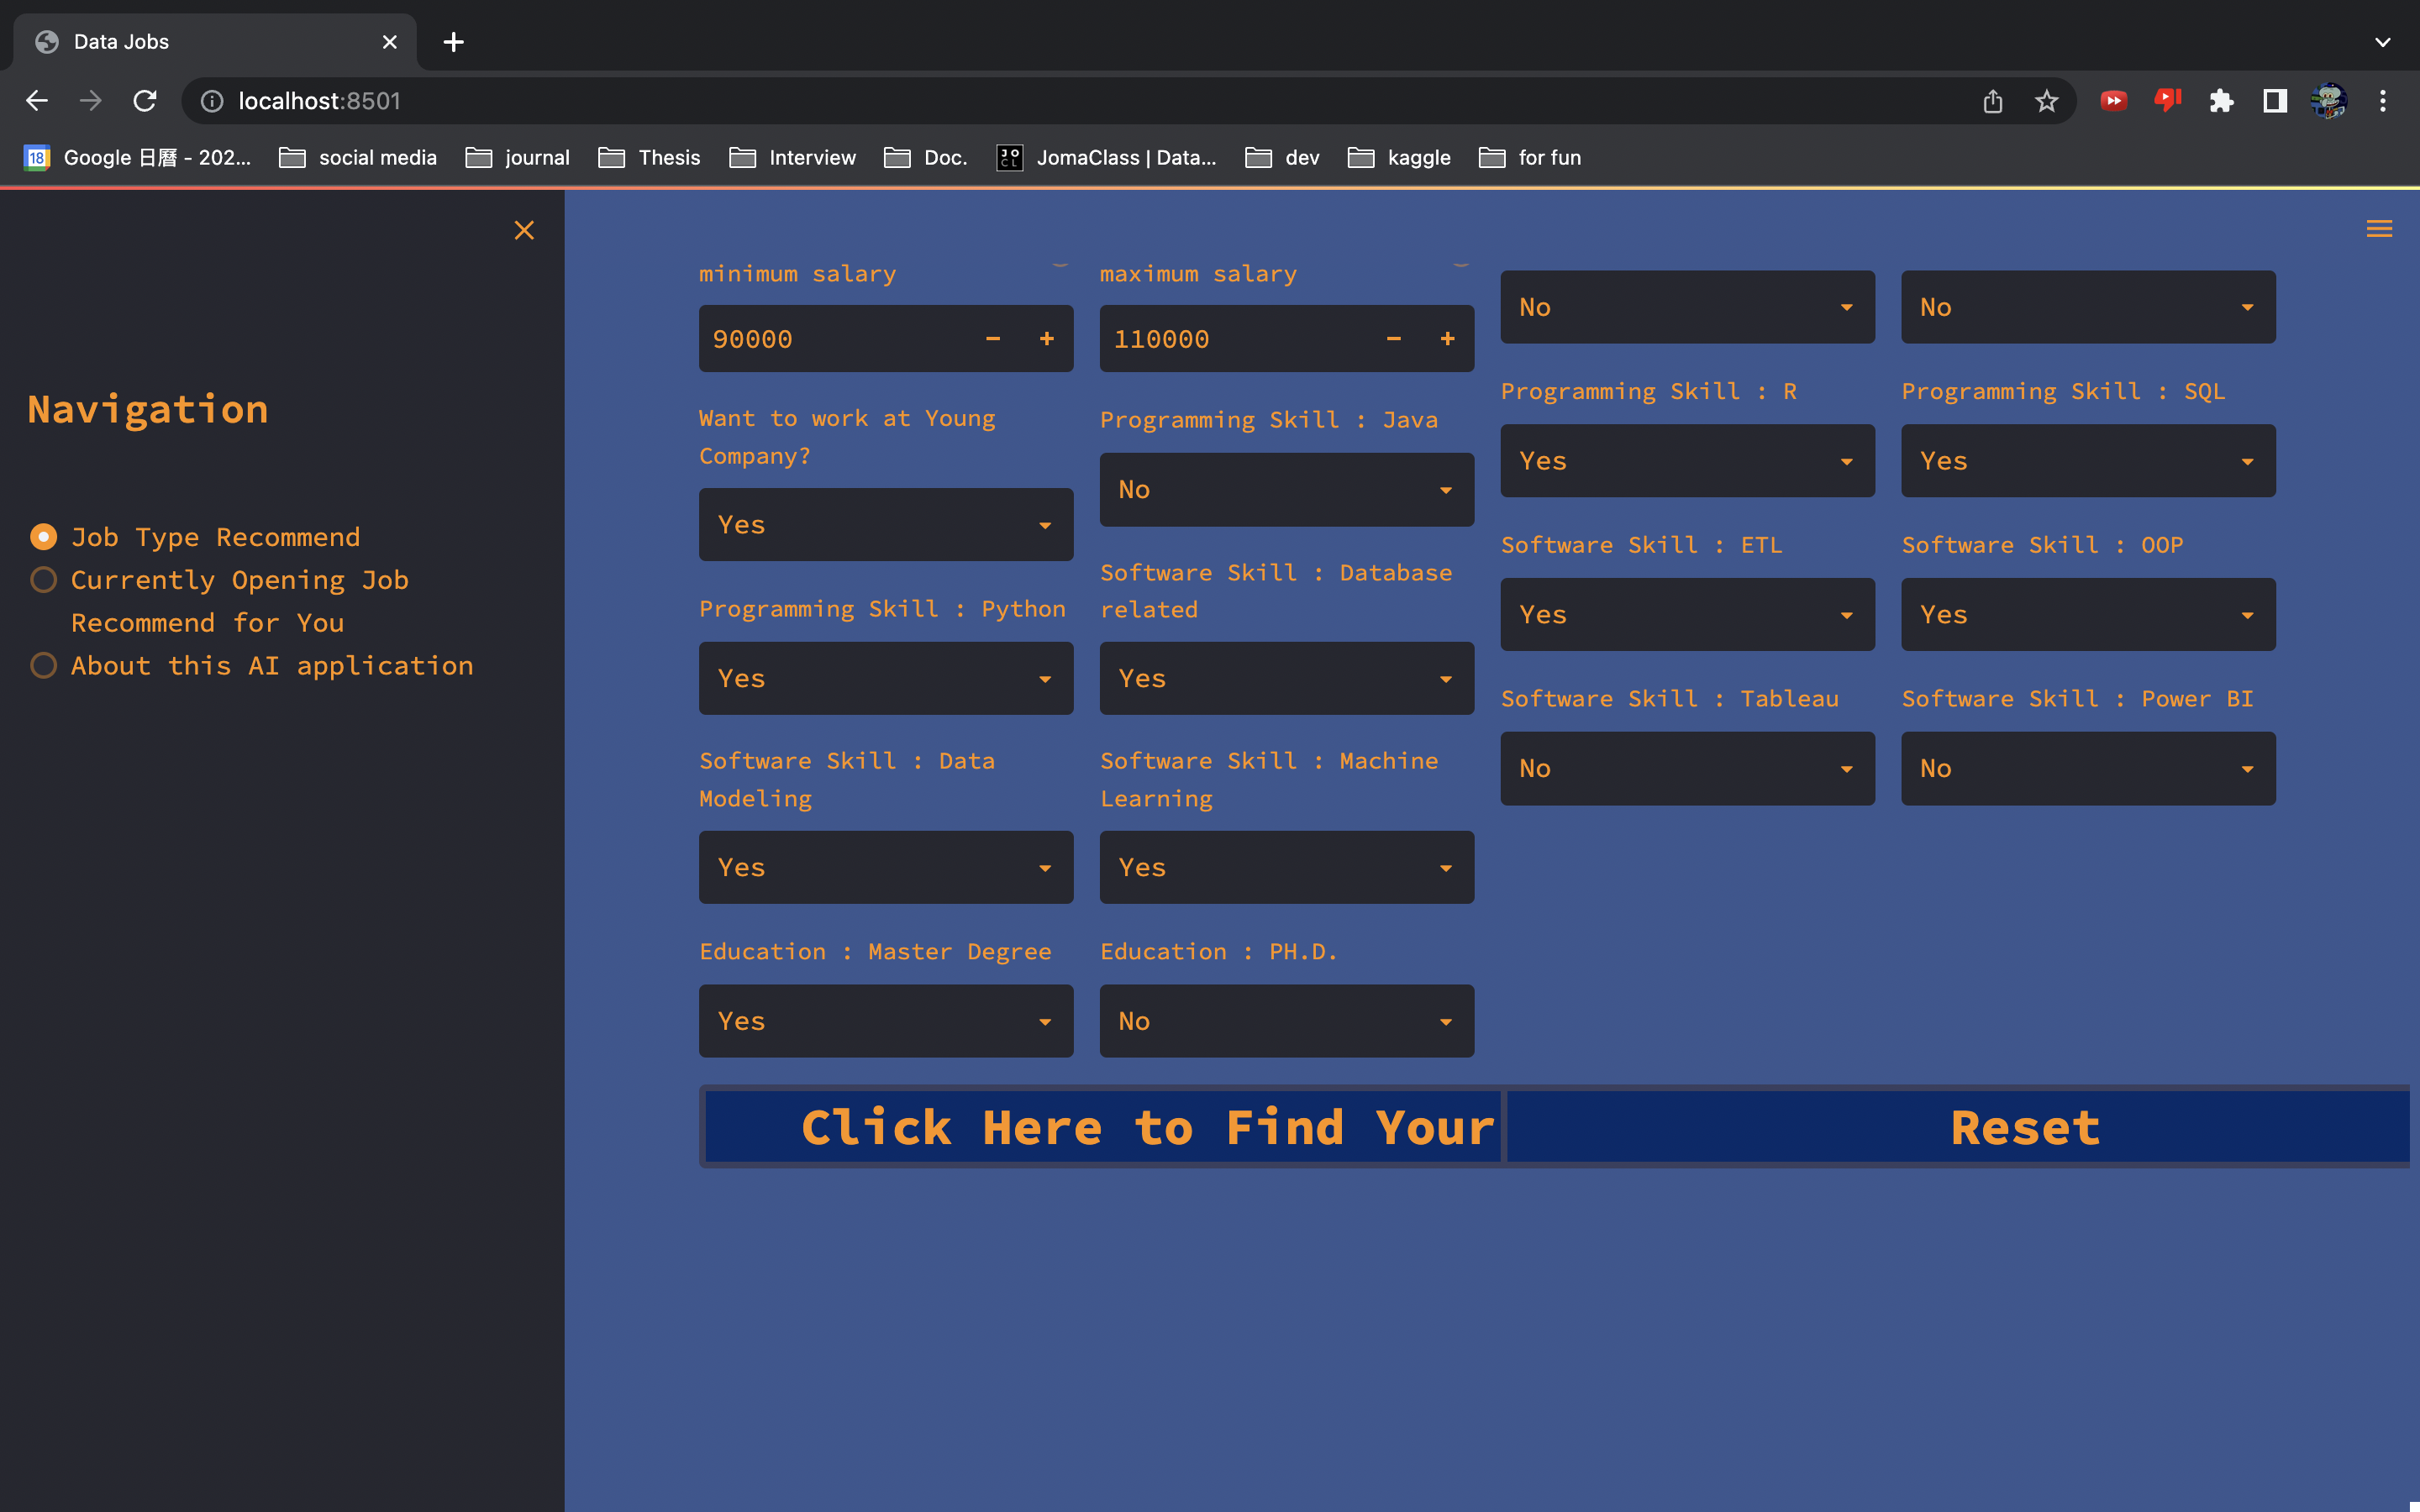 Data Jobs
localhost:8501
18 Google 日曆 - 202...
social media
journal
Thesis
Interview
Doc.
JO
CL
JomaClass | Data...
dev
kaggle
for fun
Navigation
Job Type Recommend
Currently Opening Job
Recommend for You
About this AI application
minimum salary
90000
Want to work at Young
Company?
Yes
Programming Skill : Python
Yes
Software Skill : Data
Modeling
Yes
Education : Master Degree
Yes
maximum salary
110000
Programming Skill : Java
No
Software Skill : Database
related
Yes
Software Skill : Machine
Learning
Yes
Education : PH.D.
No
No
Programming Skill : R
Yes
Software Skill : ETL
Yes
Software Skill : Tableau
No
No
Programming Skill : SQL
Yes
Software Skill : OOP
Yes
Software Skill : Power BI
No
Click Here to Find Your
Reset